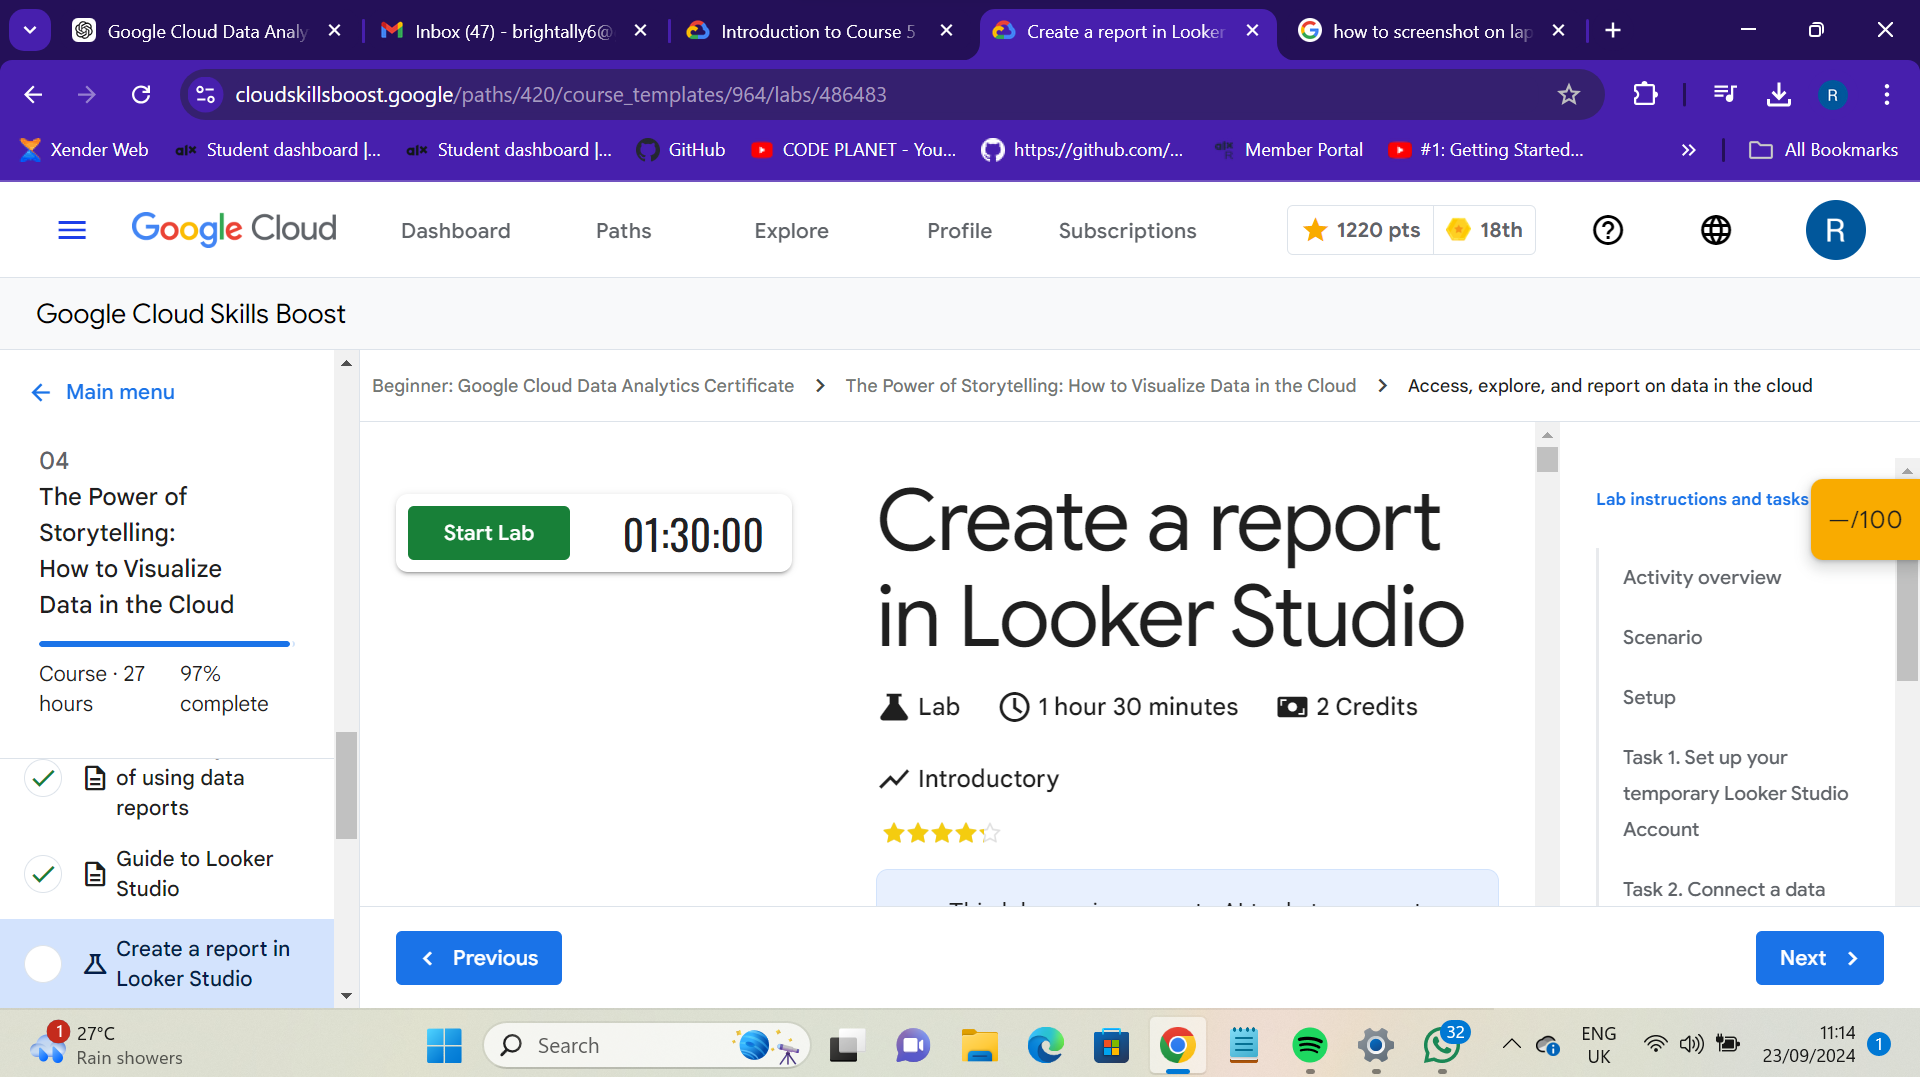 Google Cloud Data Analy
Inbox (47) - brightally6@
Introduction to Course 5
Create a report in Looker
how to screenshot on lap
cloudskillsboost.google/paths/420/course_templates/964/labs/486483
R
Xender Web
Student dashboard |...
Student dashboard |...
GitHub
CODE PLANET - You...
https://github.com/...
Member Portal
#1: Getting Started...
All Bookmarks
Google Cloud
Dashboard
Paths
Explore
Profile
Subscriptions
1220 pts
18th
R
Google Cloud Skills Boost
Main menu
04
The Power of
Storytelling:
How to Visualize
Data in the Cloud
Course · 27
hours
97%
complete
of using data
reports
Guide to Looker
Studio
Create a report in
Looker Studio
Beginner: Google Cloud Data Analytics Certificate
The Power of Storytelling: How to Visualize Data in the Cloud
Access, explore, and report on data in the cloud
Start Lab
01:30:00
Create a report
in Looker Studio
Lab
1 hour 30 minutes
2 Credits
Introductory
Lab instructions and tasks
—/100
Activity overview
Scenario
Setup
Task 1. Set up your
temporary Looker Studio
Account
Task 2. Connect a data
Previous
Next
1
27°C
Rain showers
Search
32
ENG
UK
11:14
23/09/2024
1